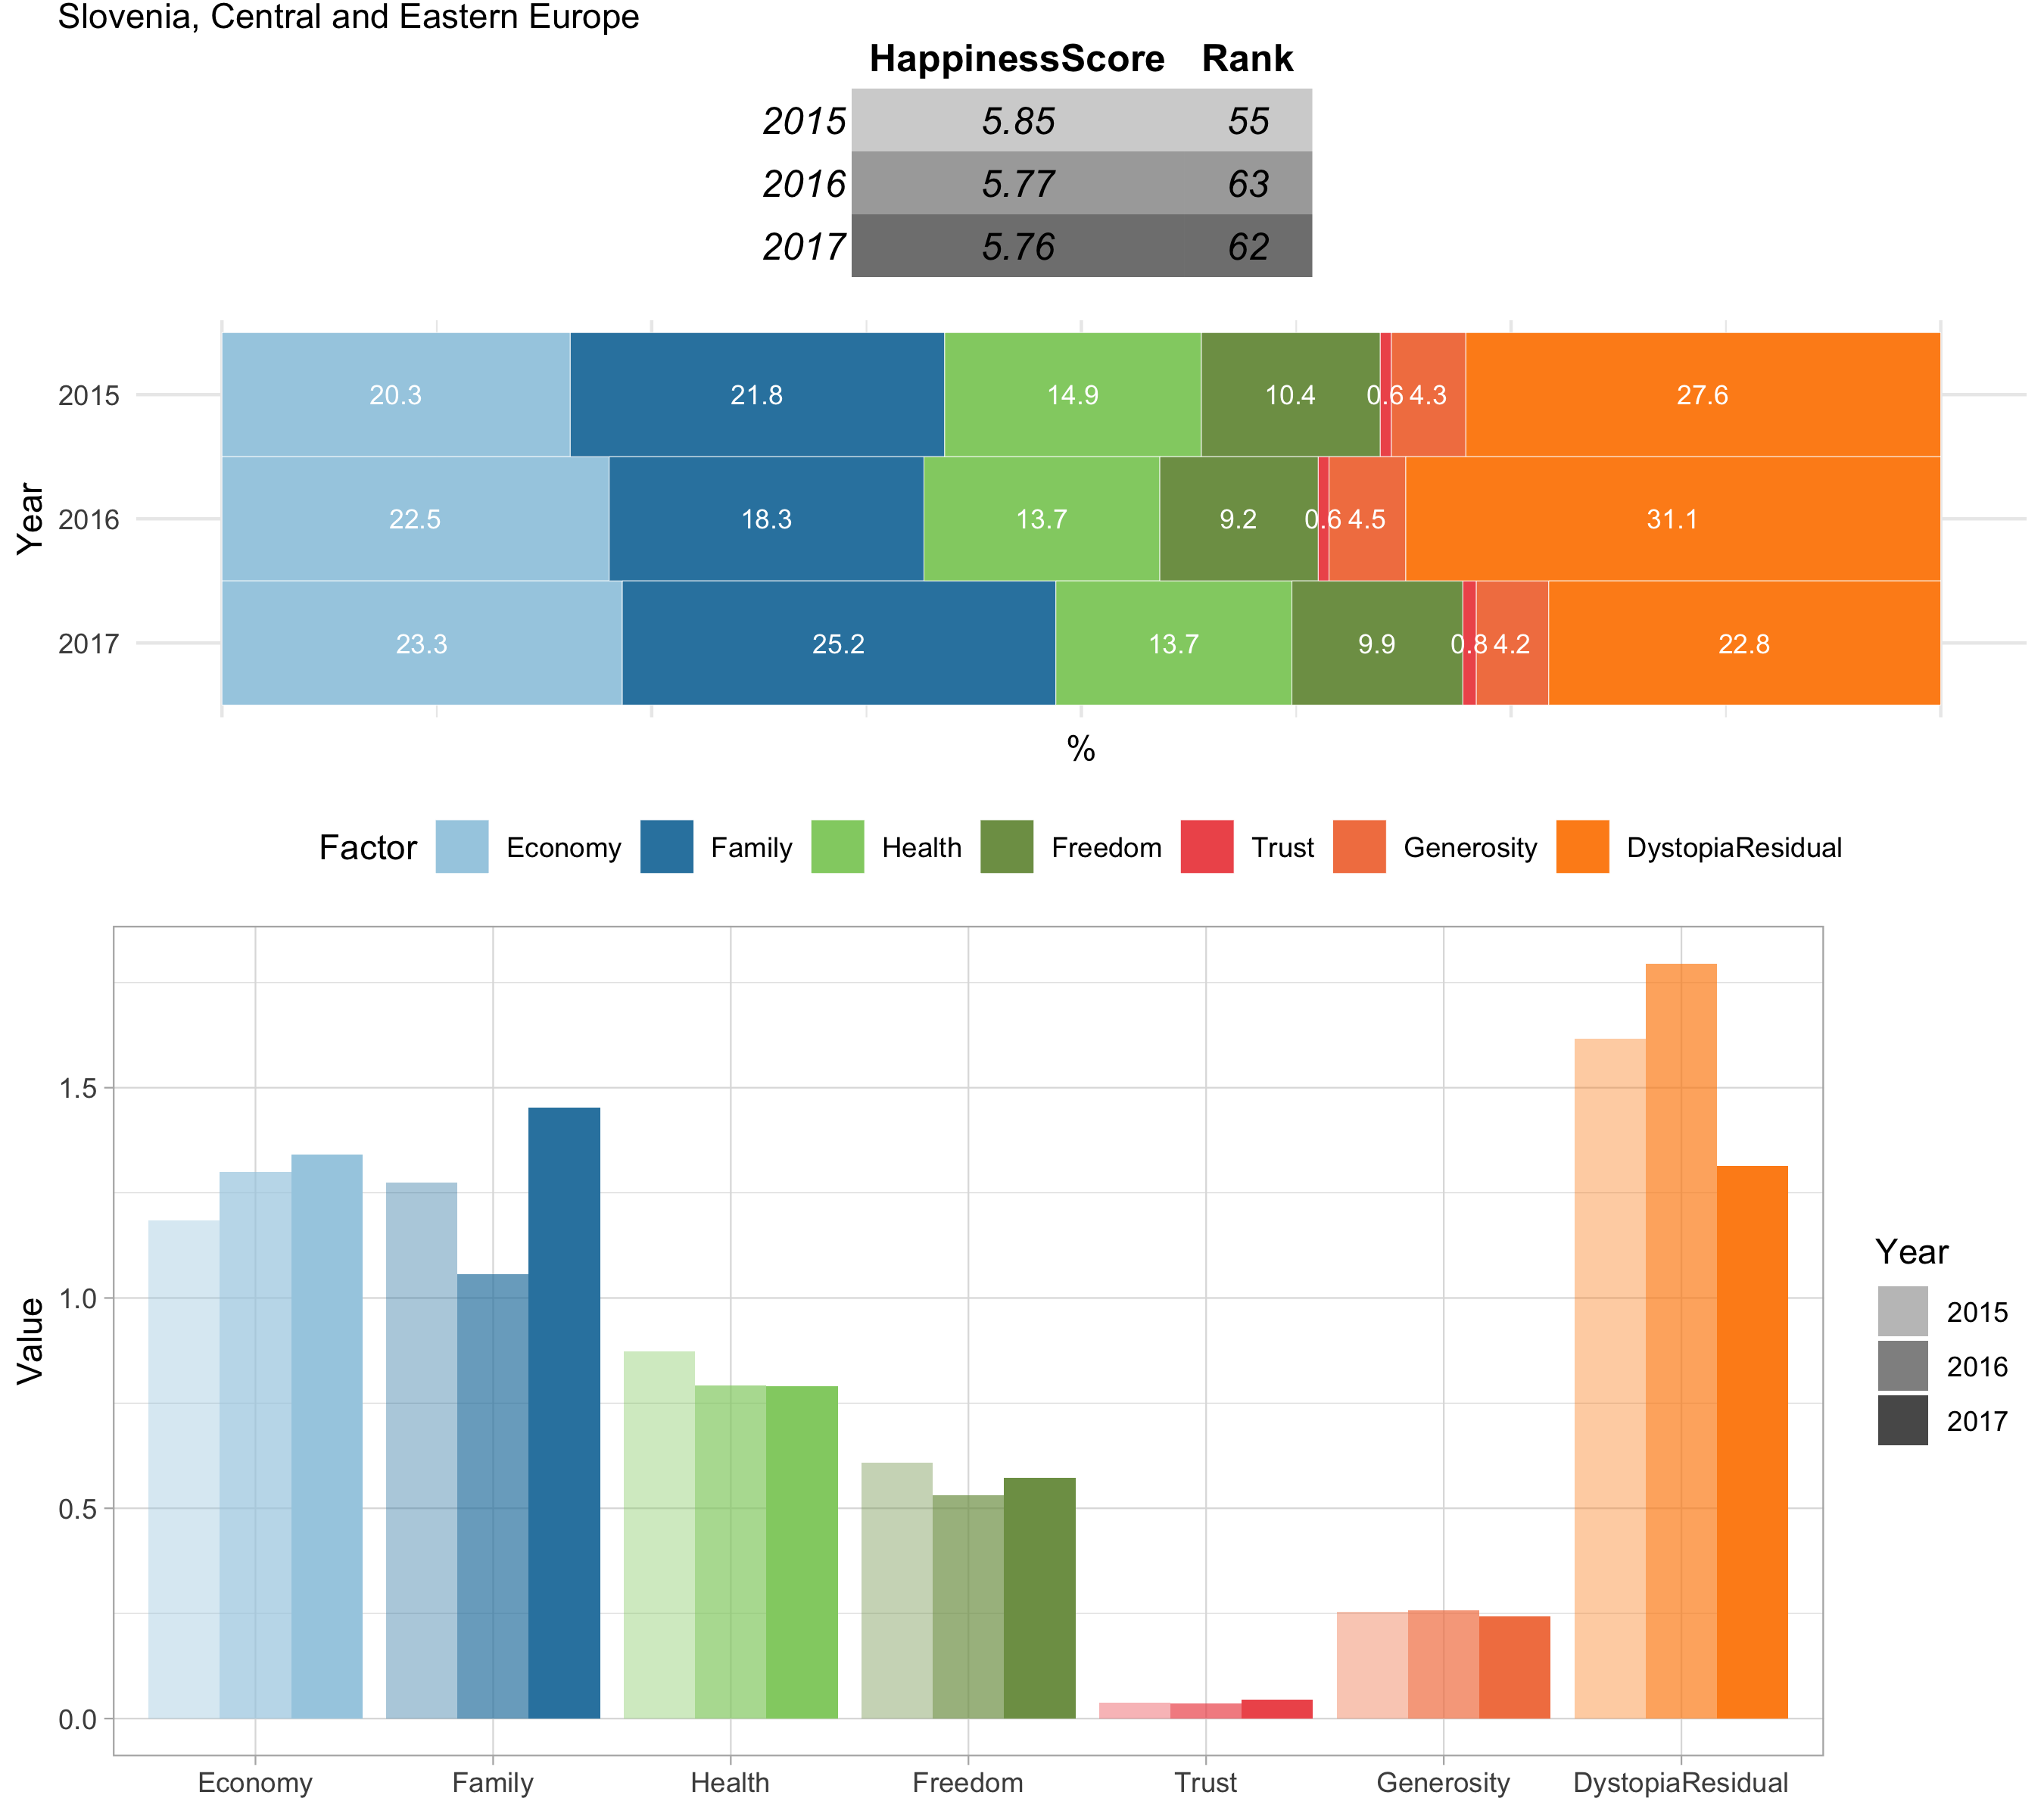 Slovenia, Central and Eastern Europe
HappinessScore Rank
2015 5.85 55
2016 5.77 63
2017 5.76 62
2015 20.3 21.8 14.9 10.4 0.6 4.3 27.6
2016 22.5 18.3 13.7 9.2 0.6 4.5 31.1
2017 23.3 25.2 13.7 9.9 0.8 4.2 22.8
Year
%
Factor Economy Family Health Freedom Trust Generosity DystopiaResidual
1.5
1.0
0.5
0.0
Value
Economy Family Health Freedom Trust Generosity DystopiaResidual
Year
2015
2016
2017